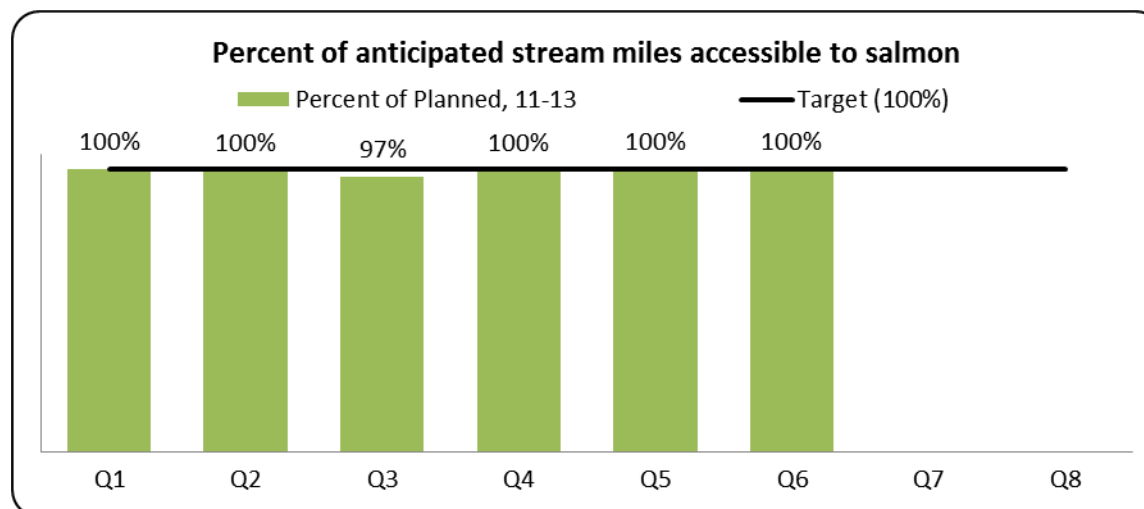 Percent of anticipated stream miles accessible to salmon
Percent of Planned, 11-13 Target (100%)
100% 100% 97% 100% 100% 100%
Q1 Q2 Q3 Q4 Q5 Q6 Q7 Q8